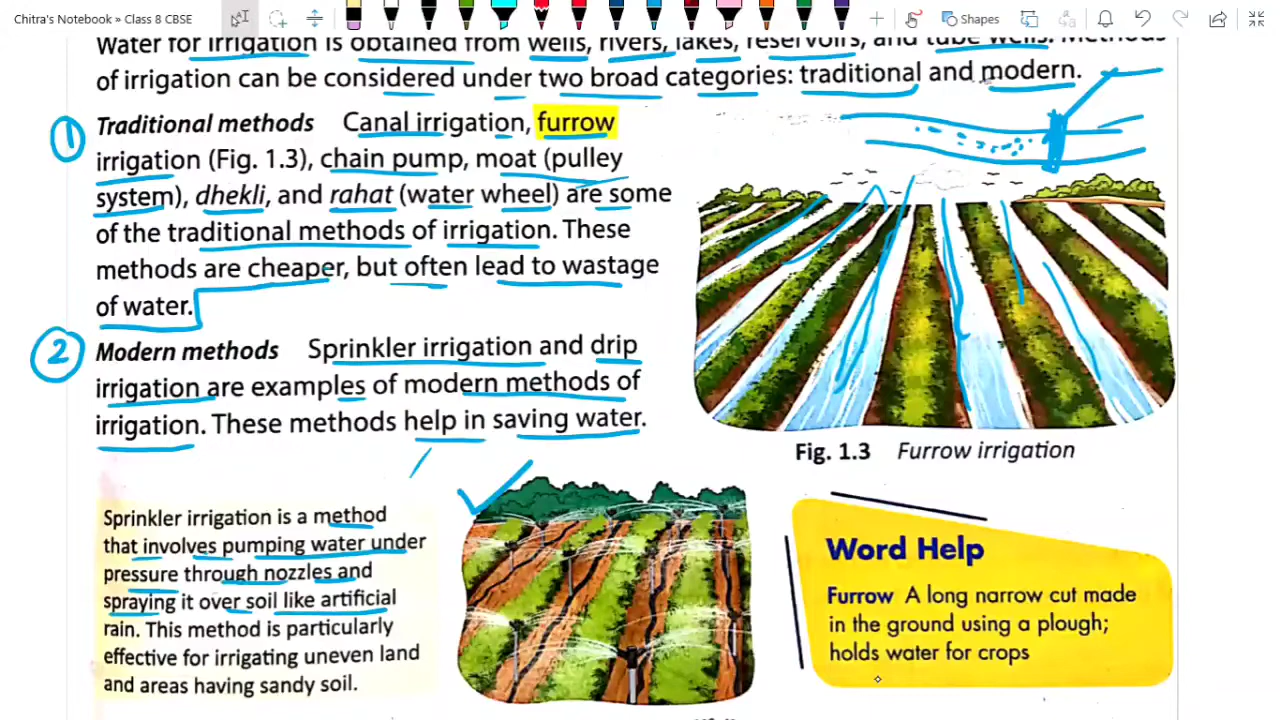 Chitra's Notebook » Class 8 CBSE
Shapes
Water for irrigation is obtained from wells, rivers, lakes, reservoirs, and tube wells. Methods
of irrigation can be considered under two broad categories: traditional and modern.
1 Traditional methods Canal irrigation, furrow
irrigation (Fig. 1.3), chain pump, moat (pulley
system), dhekli, and rahat (water wheel) are some
of the traditional methods of irrigation. These
methods are cheaper, but often lead to wastage
of water.
2 Modern methods Sprinkler irrigation and drip
irrigation are examples of modern methods of
irrigation. These methods help in saving water.
Fig. 1.3 Furrow irrigation
Sprinkler irrigation is a method
that involves pumping water under
pressure through nozzles and
spraying it over soil like artificial
rain. This method is particularly
effective for irrigating uneven land
and areas having sandy soil.
Word Help
Furrow A long narrow cut made
in the ground using a plough;
holds water for crops